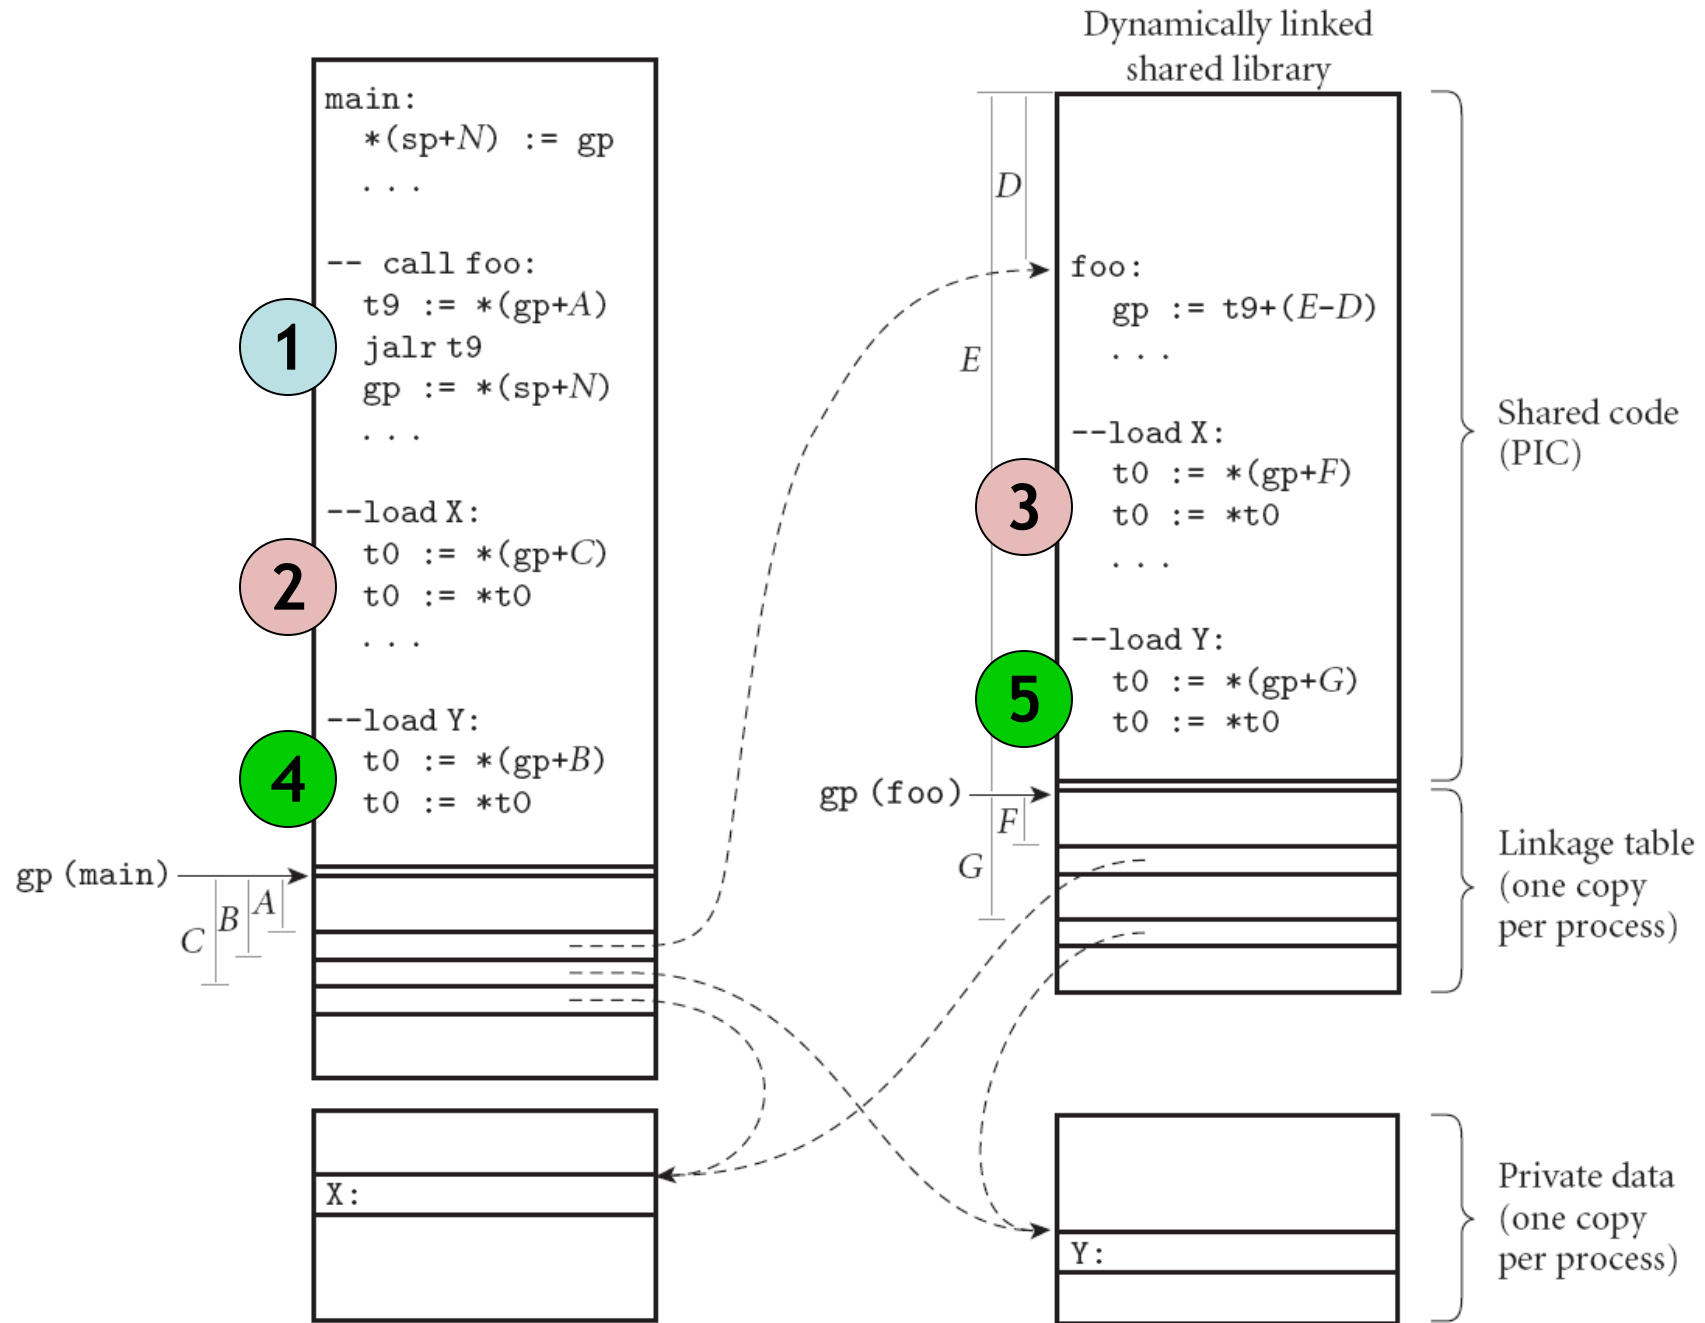 main:
*(sp+N) := gp
...
-- call foo:
t9 := *(gp+A)
1
jalr t9
gp := *(sp+N)
...
--load X:
t0 := *(gp+C)
2
t0 := *t0
...
--load Y:
t0 := *(gp+B)
4
t0 := *t0
gp (main)
A
B
C
X:
Dynamically linked
shared library
D
foo:
gp := t9+(E-D)
...
E
--load X:
t0 := *(gp+F)
3
t0 := *t0
...
--load Y:
t0 := *(gp+G)
5
t0 := *t0
gp (foo)
F
G
Y:
Shared code
(PIC)
Linkage table
(one copy
per process)
Private data
(one copy
per process)